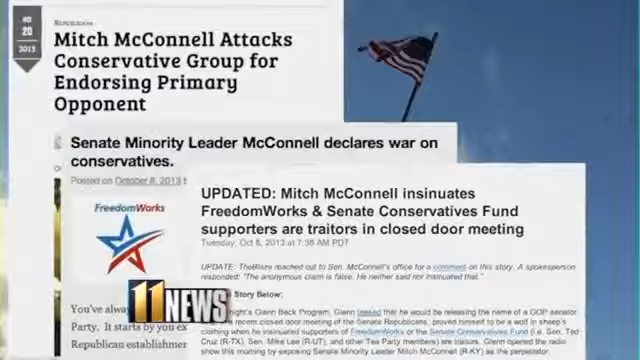 20
2013
Mitch McConnell Attacks
Conservative Group for
Endorsing Primary
Opponent
Senate Minority Leader McConnell declares war on
conservatives.
Posted on October 8, 2013
FreedomWorks
UPDATED: Mitch McConnell insinuates
FreedomWorks & Senate Conservatives Fund
supporters are traitors in closed door meeting
Tuesday, Oct 8, 2013 at 7:38 AM PDT
UPDATE: TheBlaze reached out to Sen. McConnell's office for a comment on this story. A spokesperson
responded: "The anonymous claim is false. He neither said nor insinuated that."
Story Below:
night's Glenn Beck Program, Glenn teased that he would be releasing the name of a GOP senator
recent closed door meeting of the Senate Republicans, proved himself to be a wolf in sheep's
clothing when he insinuated supporters of FreedomWorks or the Senate Conservatives Fund (i.e. Sen. Ted
Cruz (R-TX), Sen. Mike Lee (R-UT), and other Tea Party members) are traitors. Glenn opened the radio
show this morning by exposing Senate Minority Leader Mitch McConnell (R-KY) as the perpetrator.
You've alway
Party. It starts by you ex
Republican establishmen
11 NEWS